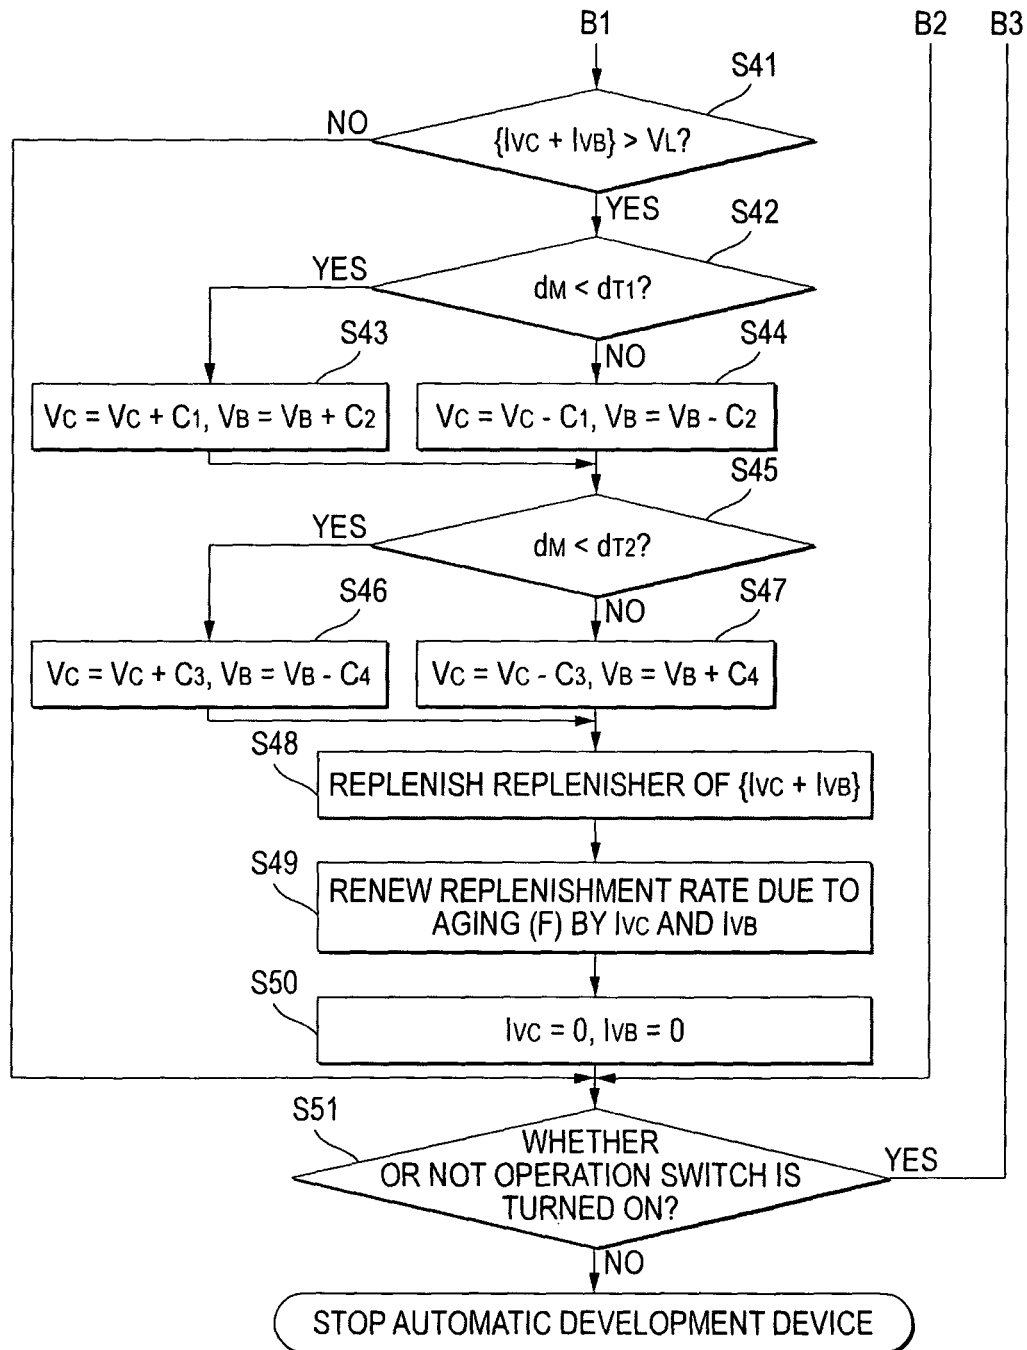 B1
B2
B3
S41
NO
{IVC + IVB} > VL?
YES
S42
YES
dM < dT1?
S43
NO
S44
VC = VC + C1, VB = VB + C2
VC = VC - C1, VB = VB - C2
S45
YES
dM < dT2?
S46
NO
S47
VC = VC + C3, VB = VB - C4
VC = VC - C3, VB = VB + C4
S48
REPLENISH REPLENISHER OF {IVC + IVB}
S49
RENEW REPLENISHMENT RATE DUE TO
AGING (F) BY IVC AND IVB
S50
IVC = 0, IVB = 0
S51
WHETHER
OR NOT OPERATION SWITCH IS
TURNED ON?
YES
NO
STOP AUTOMATIC DEVELOPMENT DEVICE